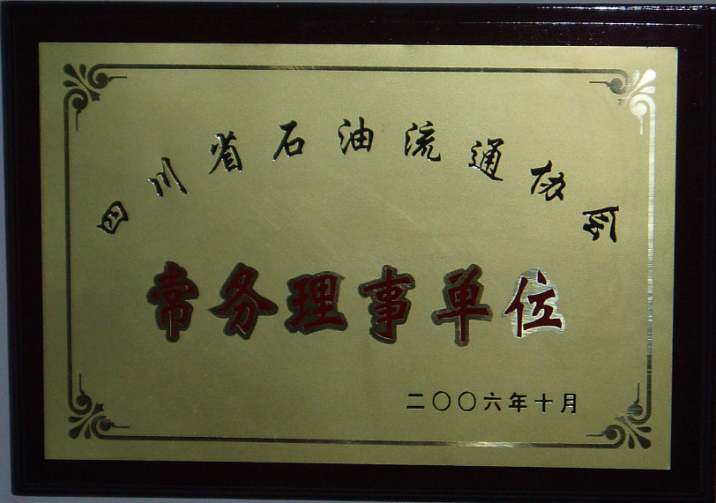 四川省石油流通协会
常务理事单位
二〇〇六年十月